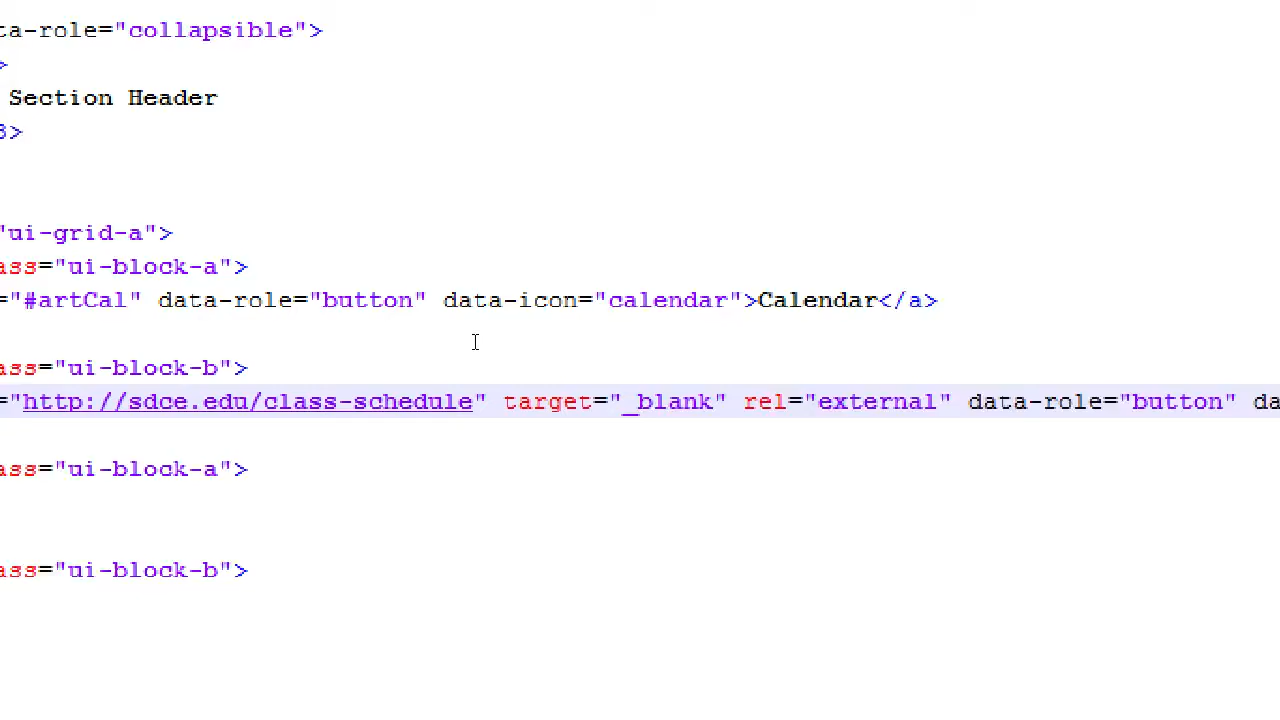 ta-role="collapsible">
>
Section Header
3>
"ui-grid-a">
ass="ui-block-a">
="#artCal" data-role="button" data-icon="calendar">Calendar</a>
ass="ui-block-b">
="http://sdce.edu/class-schedule" target="_blank" rel="external" data-role="button" da
ass="ui-block-a">
ass="ui-block-b">